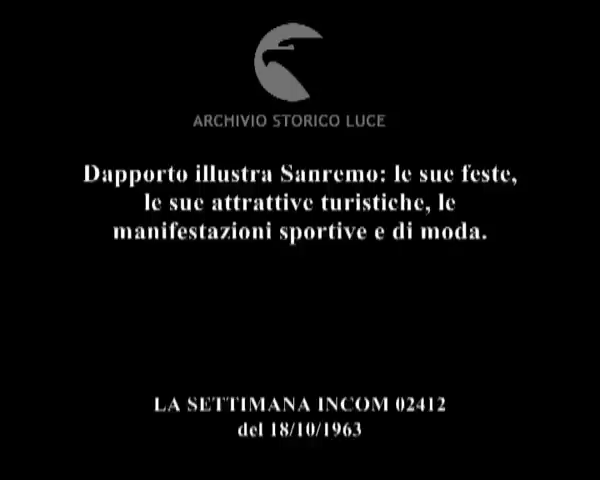 ARCHIVIO STORICO LUCE
Dapporto illustra Sanremo: le sue feste,
le sue attrattive turistiche, le
manifestazioni sportive e di moda.
LA SETTIMANA INCOM 02412
del 18/10/1963